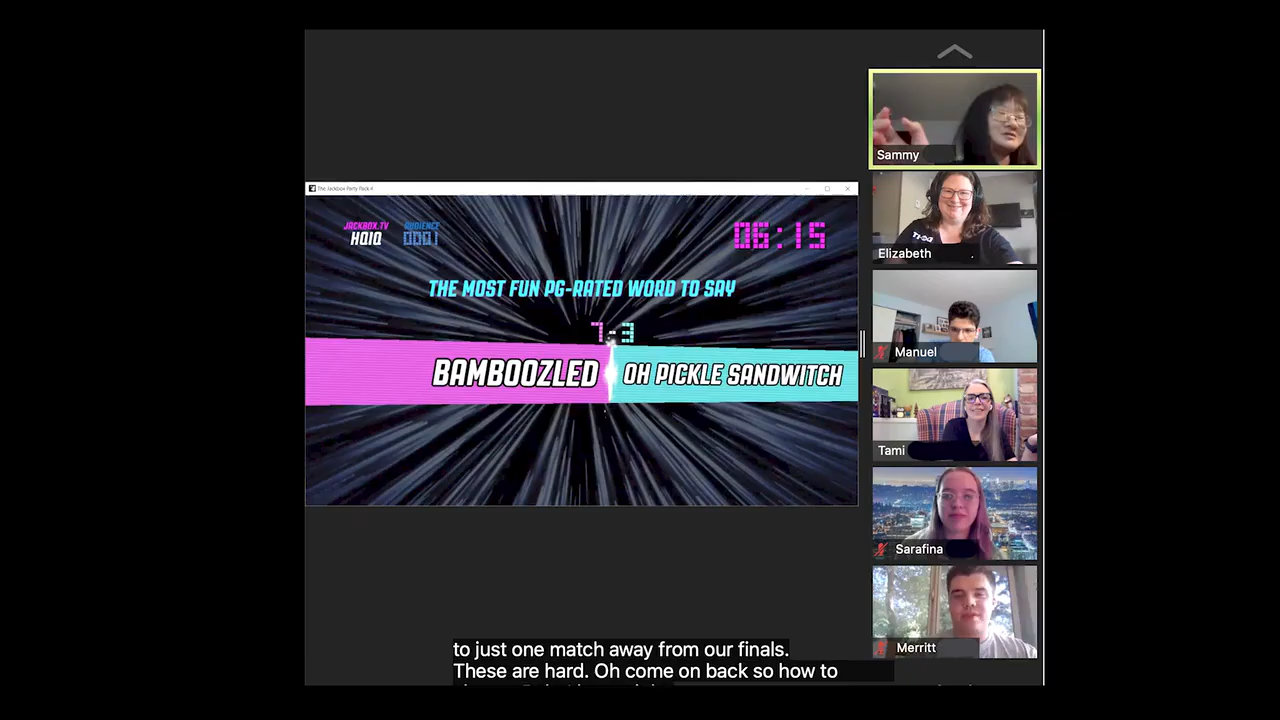 The Jackbox Party Pack 4
JACKBOX.TV
HQIQ
AUDIENCE
0001
06:15
THE MOST FUN PG-RATED WORD TO SAY
7-3
BAMBOOZLED
OH PICKLE SANDWITCH
Sammy
Elizabeth
Manuel
Tami
Sarafina
Merritt
to just one match away from our finals.
These are hard. Oh come on back so how to